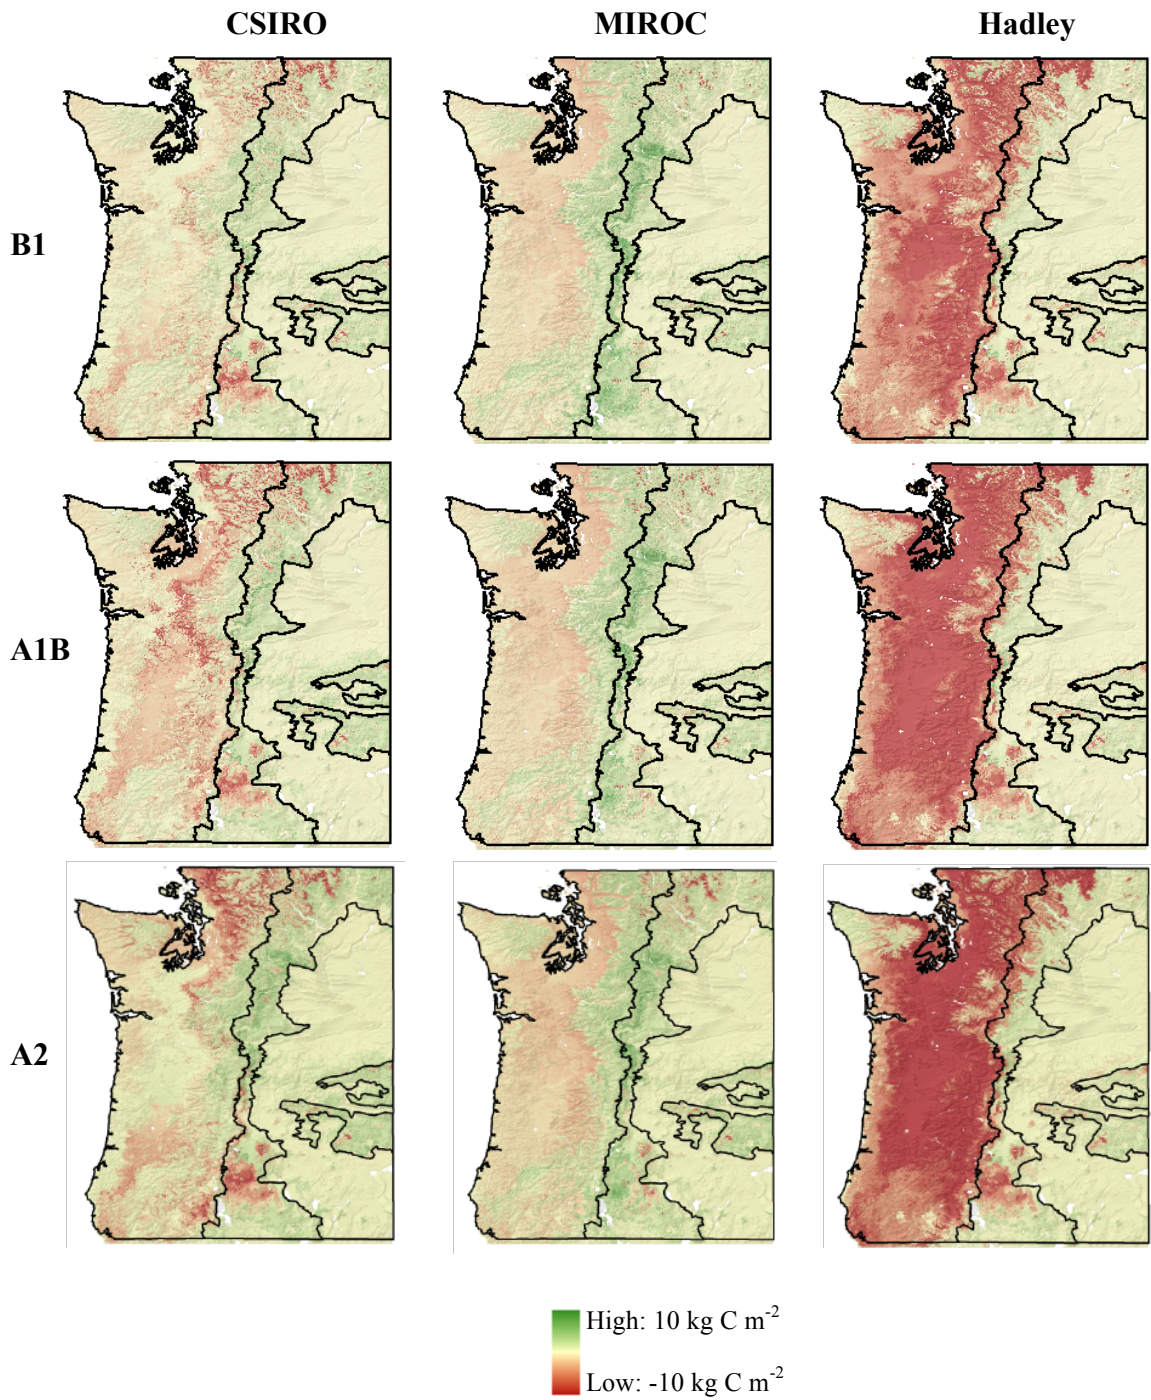 CSIRO MIROC Hadley
B1
A1B
A2
High: 10 kg C m⁻²
Low: -10 kg C m⁻²